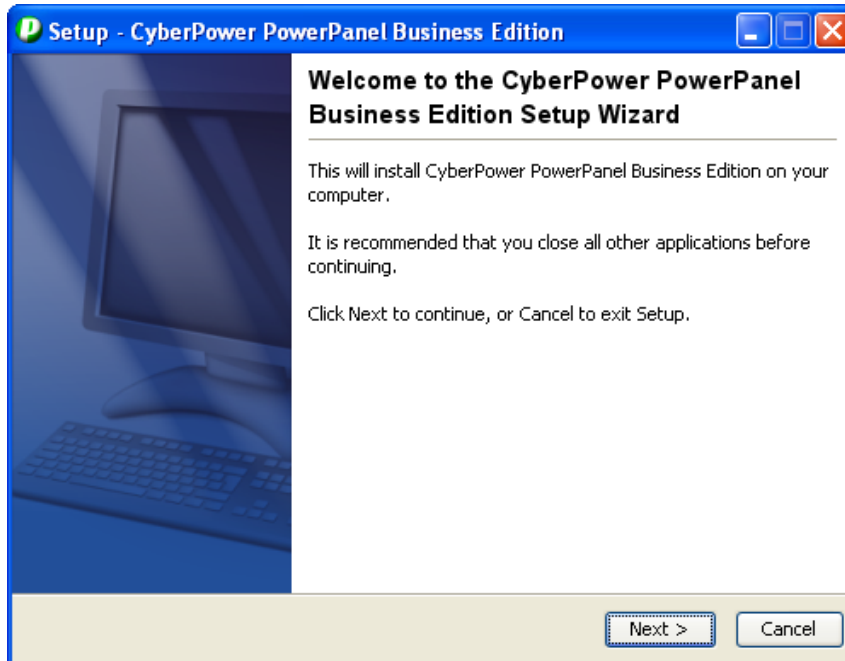 Setup - CyberPower PowerPanel Business Edition
Welcome to the CyberPower PowerPanel
Business Edition Setup Wizard
This will install CyberPower PowerPanel Business Edition on your
computer.
It is recommended that you close all other applications before
continuing.
Click Next to continue, or Cancel to exit Setup.
Next >
Cancel